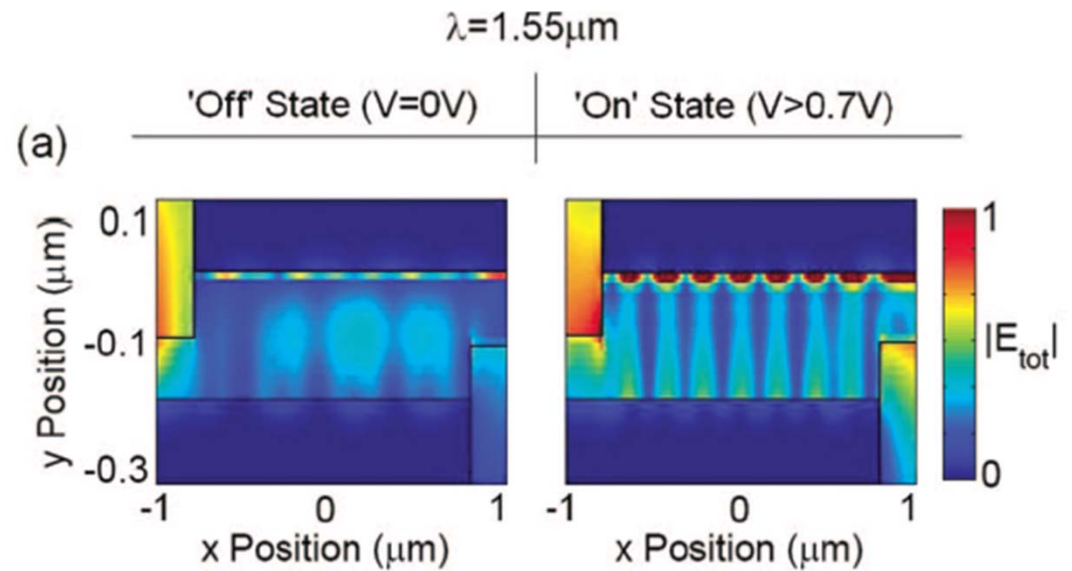 λ=1.55μm
'Off' State (V=0V) 'On' State (V>0.7V)
(a)
y Position (μm)
0.1
-0.1
-0.3
-1 0 1
x Position (μm)
-1 0 1
x Position (μm)
1
|E_tot|
0